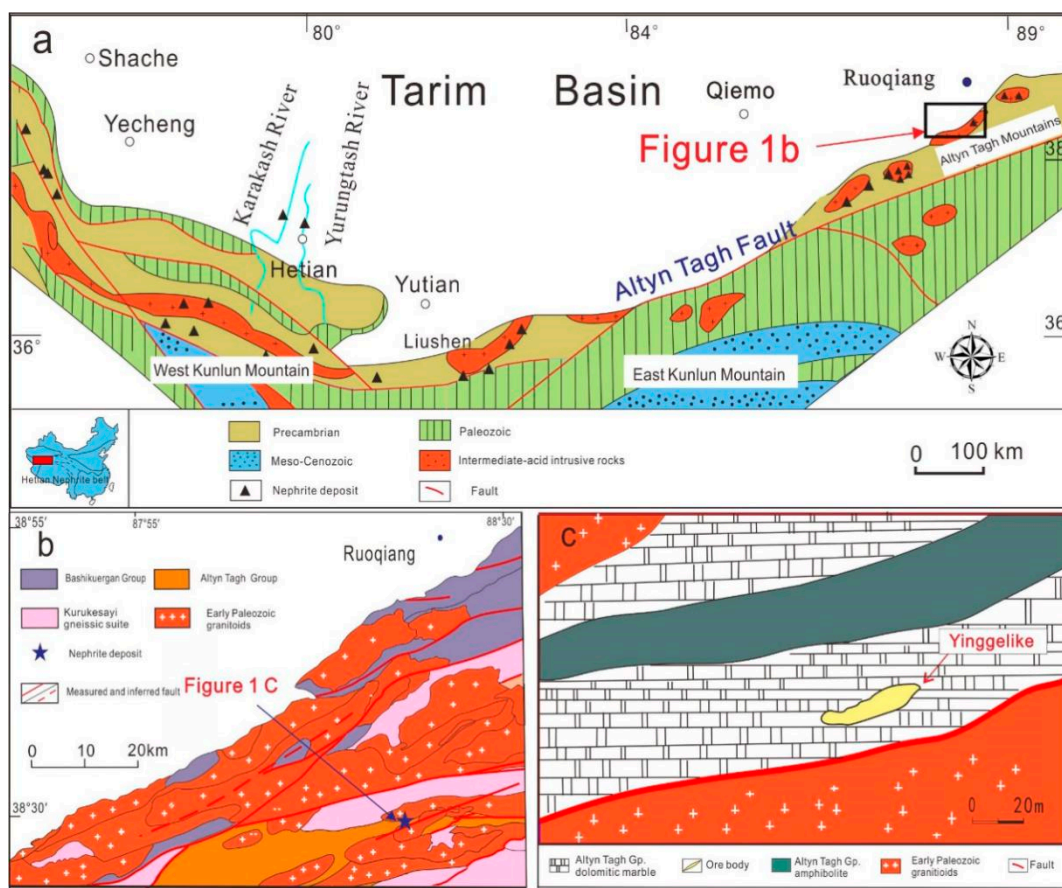 a
80°
84°
89°
Shache
Yecheng
Karakash River
Yurungtash River
Tarim Basin
Qiemo
Ruoqiang
Figure 1b
Altyn Tagh Mountains
38
Hetian
Yutian
Liushen
Altyn Tagh Fault
36°
36
West Kunlun Mountain
East Kunlun Mountain
N
W
E
S
Hetian Nephrite belt
Precambrian
Paleozoic
Meso-Cenozoic
Intermediate-acid intrusive rocks
Nephrite deposit
Fault
0 100 km
b
38°55
87°55
88°30
Ruoqiang
Bashikuergan Group
Altyn Tagh Group
Kurukesayi
gneissic suite
Early Paleozoic
granitoids
Nephrite deposit
Figure 1 C
Measured and inferred fault
0 10 20km
38°30
c
Yinggelike
0 20m
Altyn Tagh Gp.
dolomitic marble
Ore body
Altyn Tagh Gp.
amphibolite
Early Paleozoic
granitoids
Fault